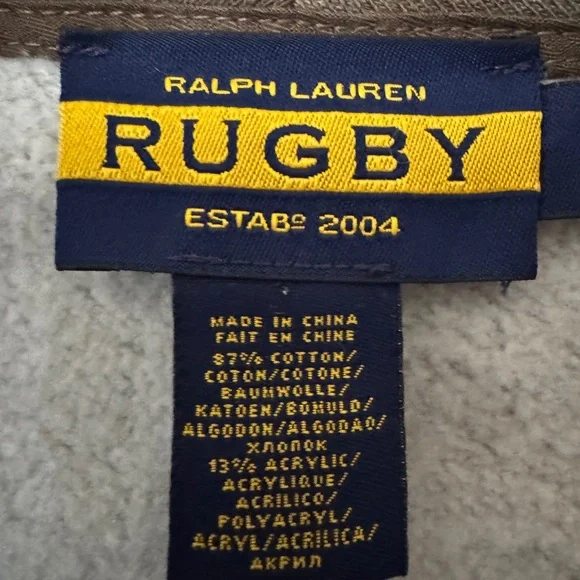 RALPH LAUREN
RUGBY
ESTABº 2004
MADE IN CHINA
FAIT EN CHINE
87% COTTON/
COTON/COTONE/
BAUMWOLLE/
KATOEN/BOMULD/
ALGODON/ALGODAO/
ХЛОПОК
13% ACRYLIC/
ACRYLIQUE/
ACRILICO/
POLYACRYL/
ACRYL/ACRILICA/
АКРИЛ